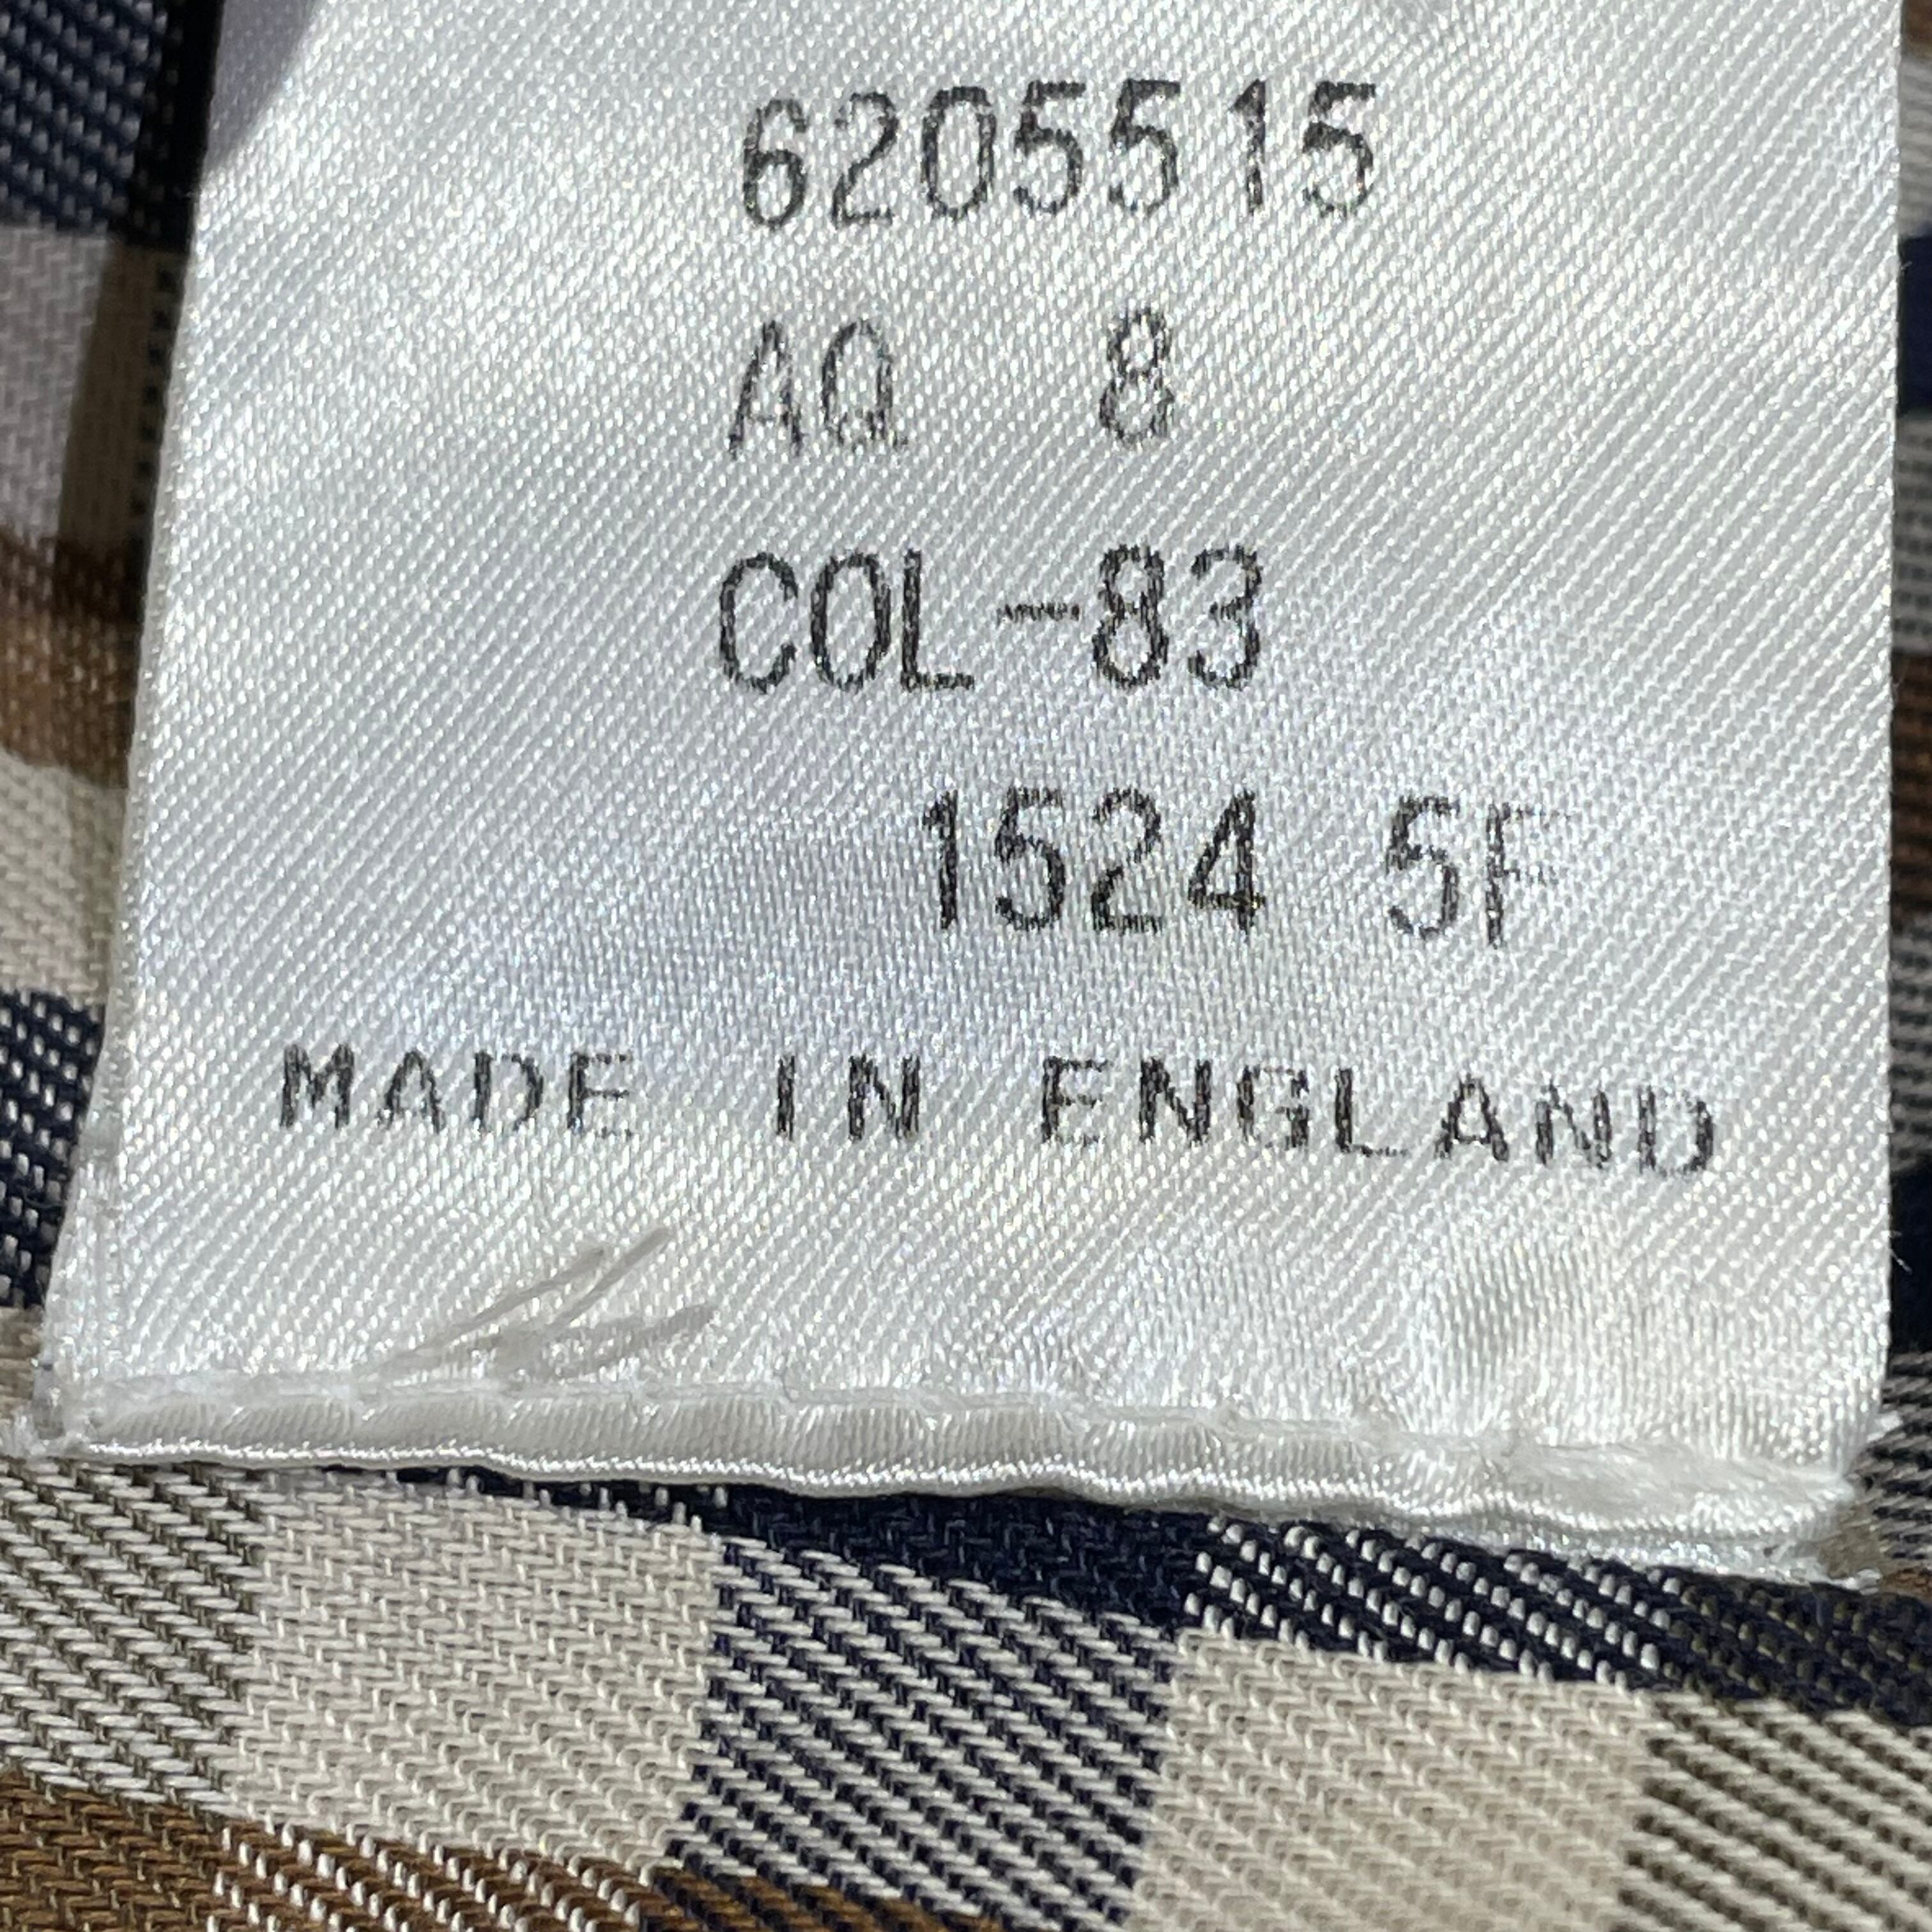 6205515
AQ 8
COL-83
1524 5F
MADE IN ENGLAND